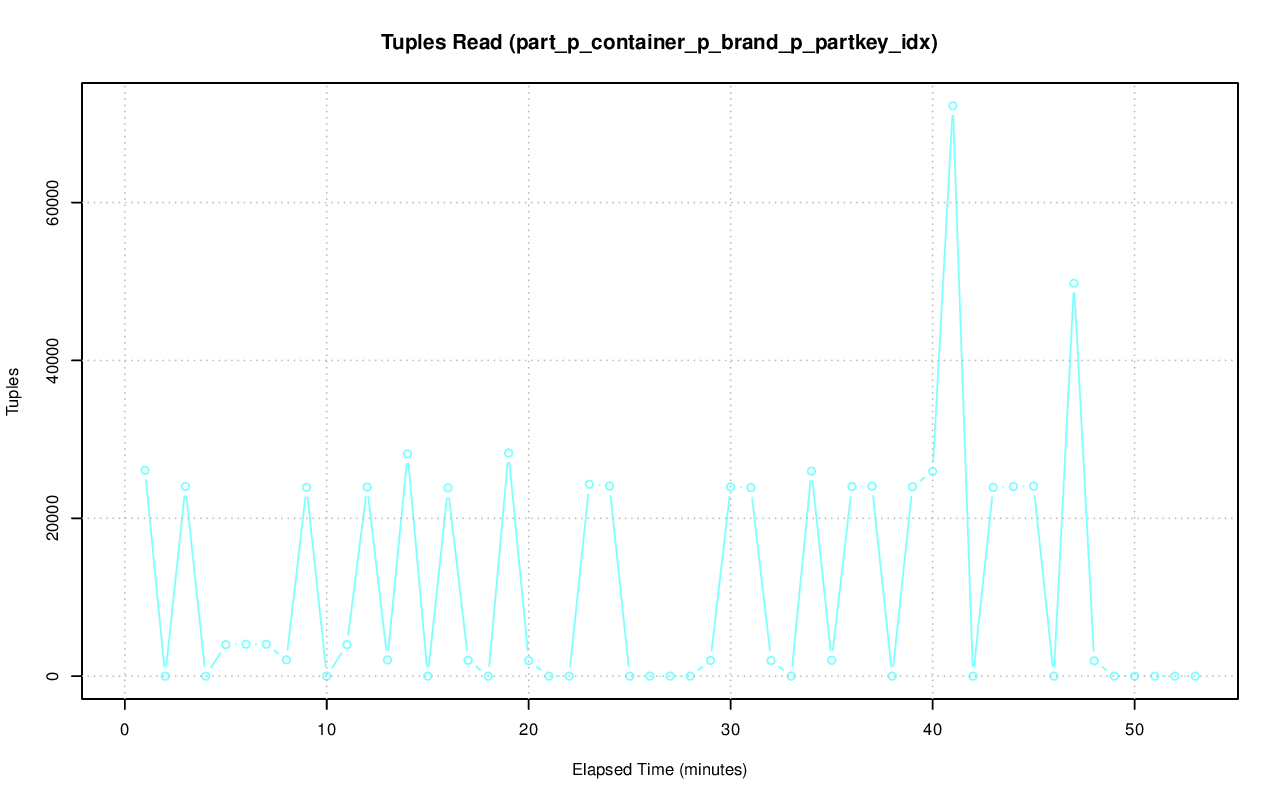 Tuples Read (part_p_container_p_brand_p_partkey_idx)
60000
40000
20000
0
Tuples
0 10 20 30 40 50
Elapsed Time (minutes)